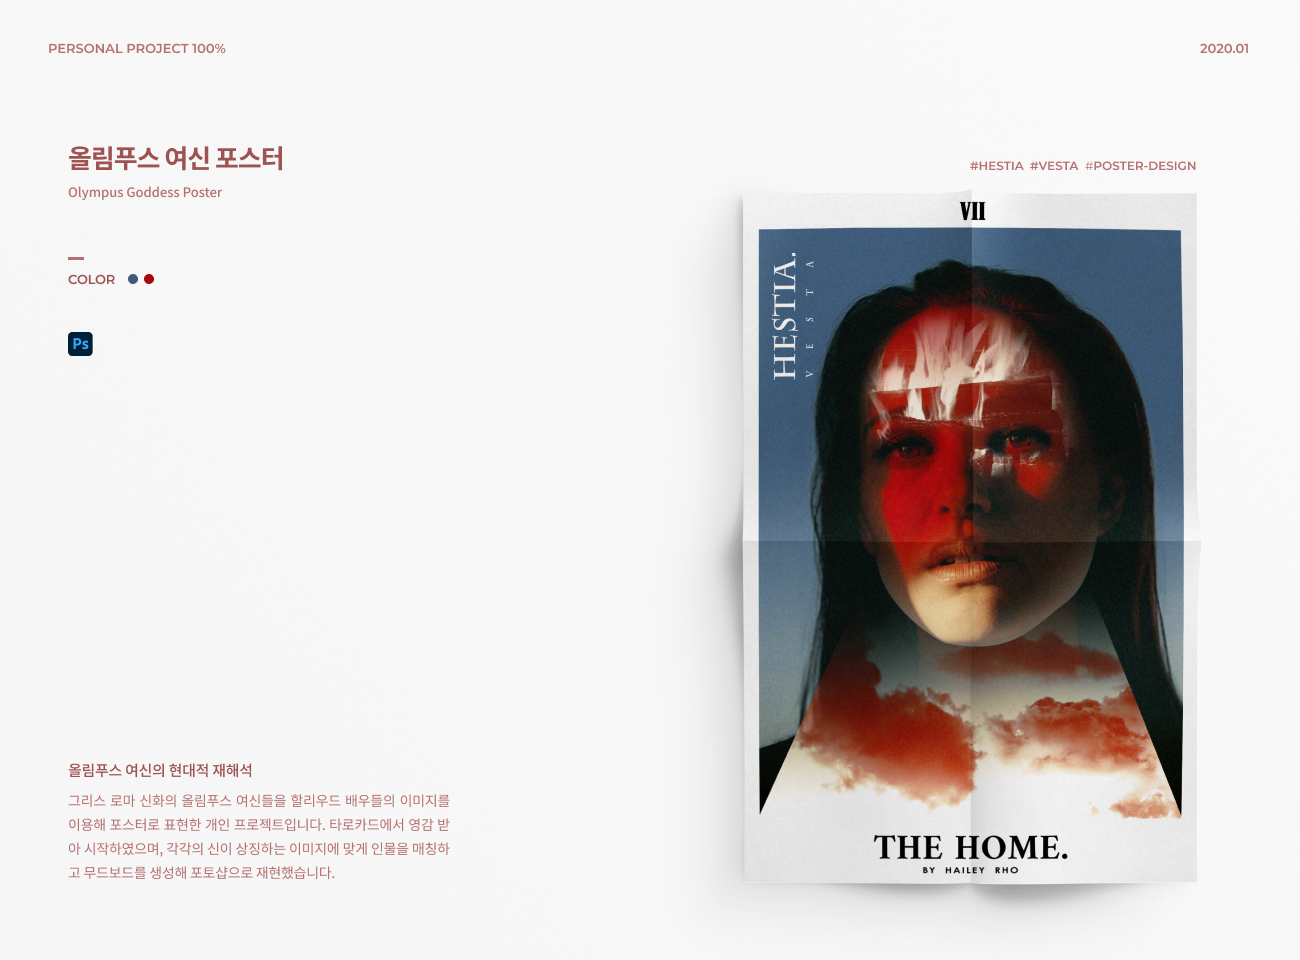 PERSONAL PROJECT 100%
2020.01
올림푸스 여신 포스터
Olympus Goddess Poster
COLOR
Ps
#HESTIA #VESTA #POSTER-DESIGN
VII
HESTIA.
VESTA
THE HOME.
BY HAILEY RHO
올림푸스 여신의 현대적 재해석
그리스 로마 신화의 올림푸스 여신들을 할리우드 배우들의 이미지를
이용해 포스터로 표현한 개인 프로젝트입니다. 타로카드에서 영감 받
아 시작하였으며, 각각의 신이 상징하는 이미지에 맞게 인물을 매칭하
고 무드보드를 생성해 포토샵으로 재현했습니다.